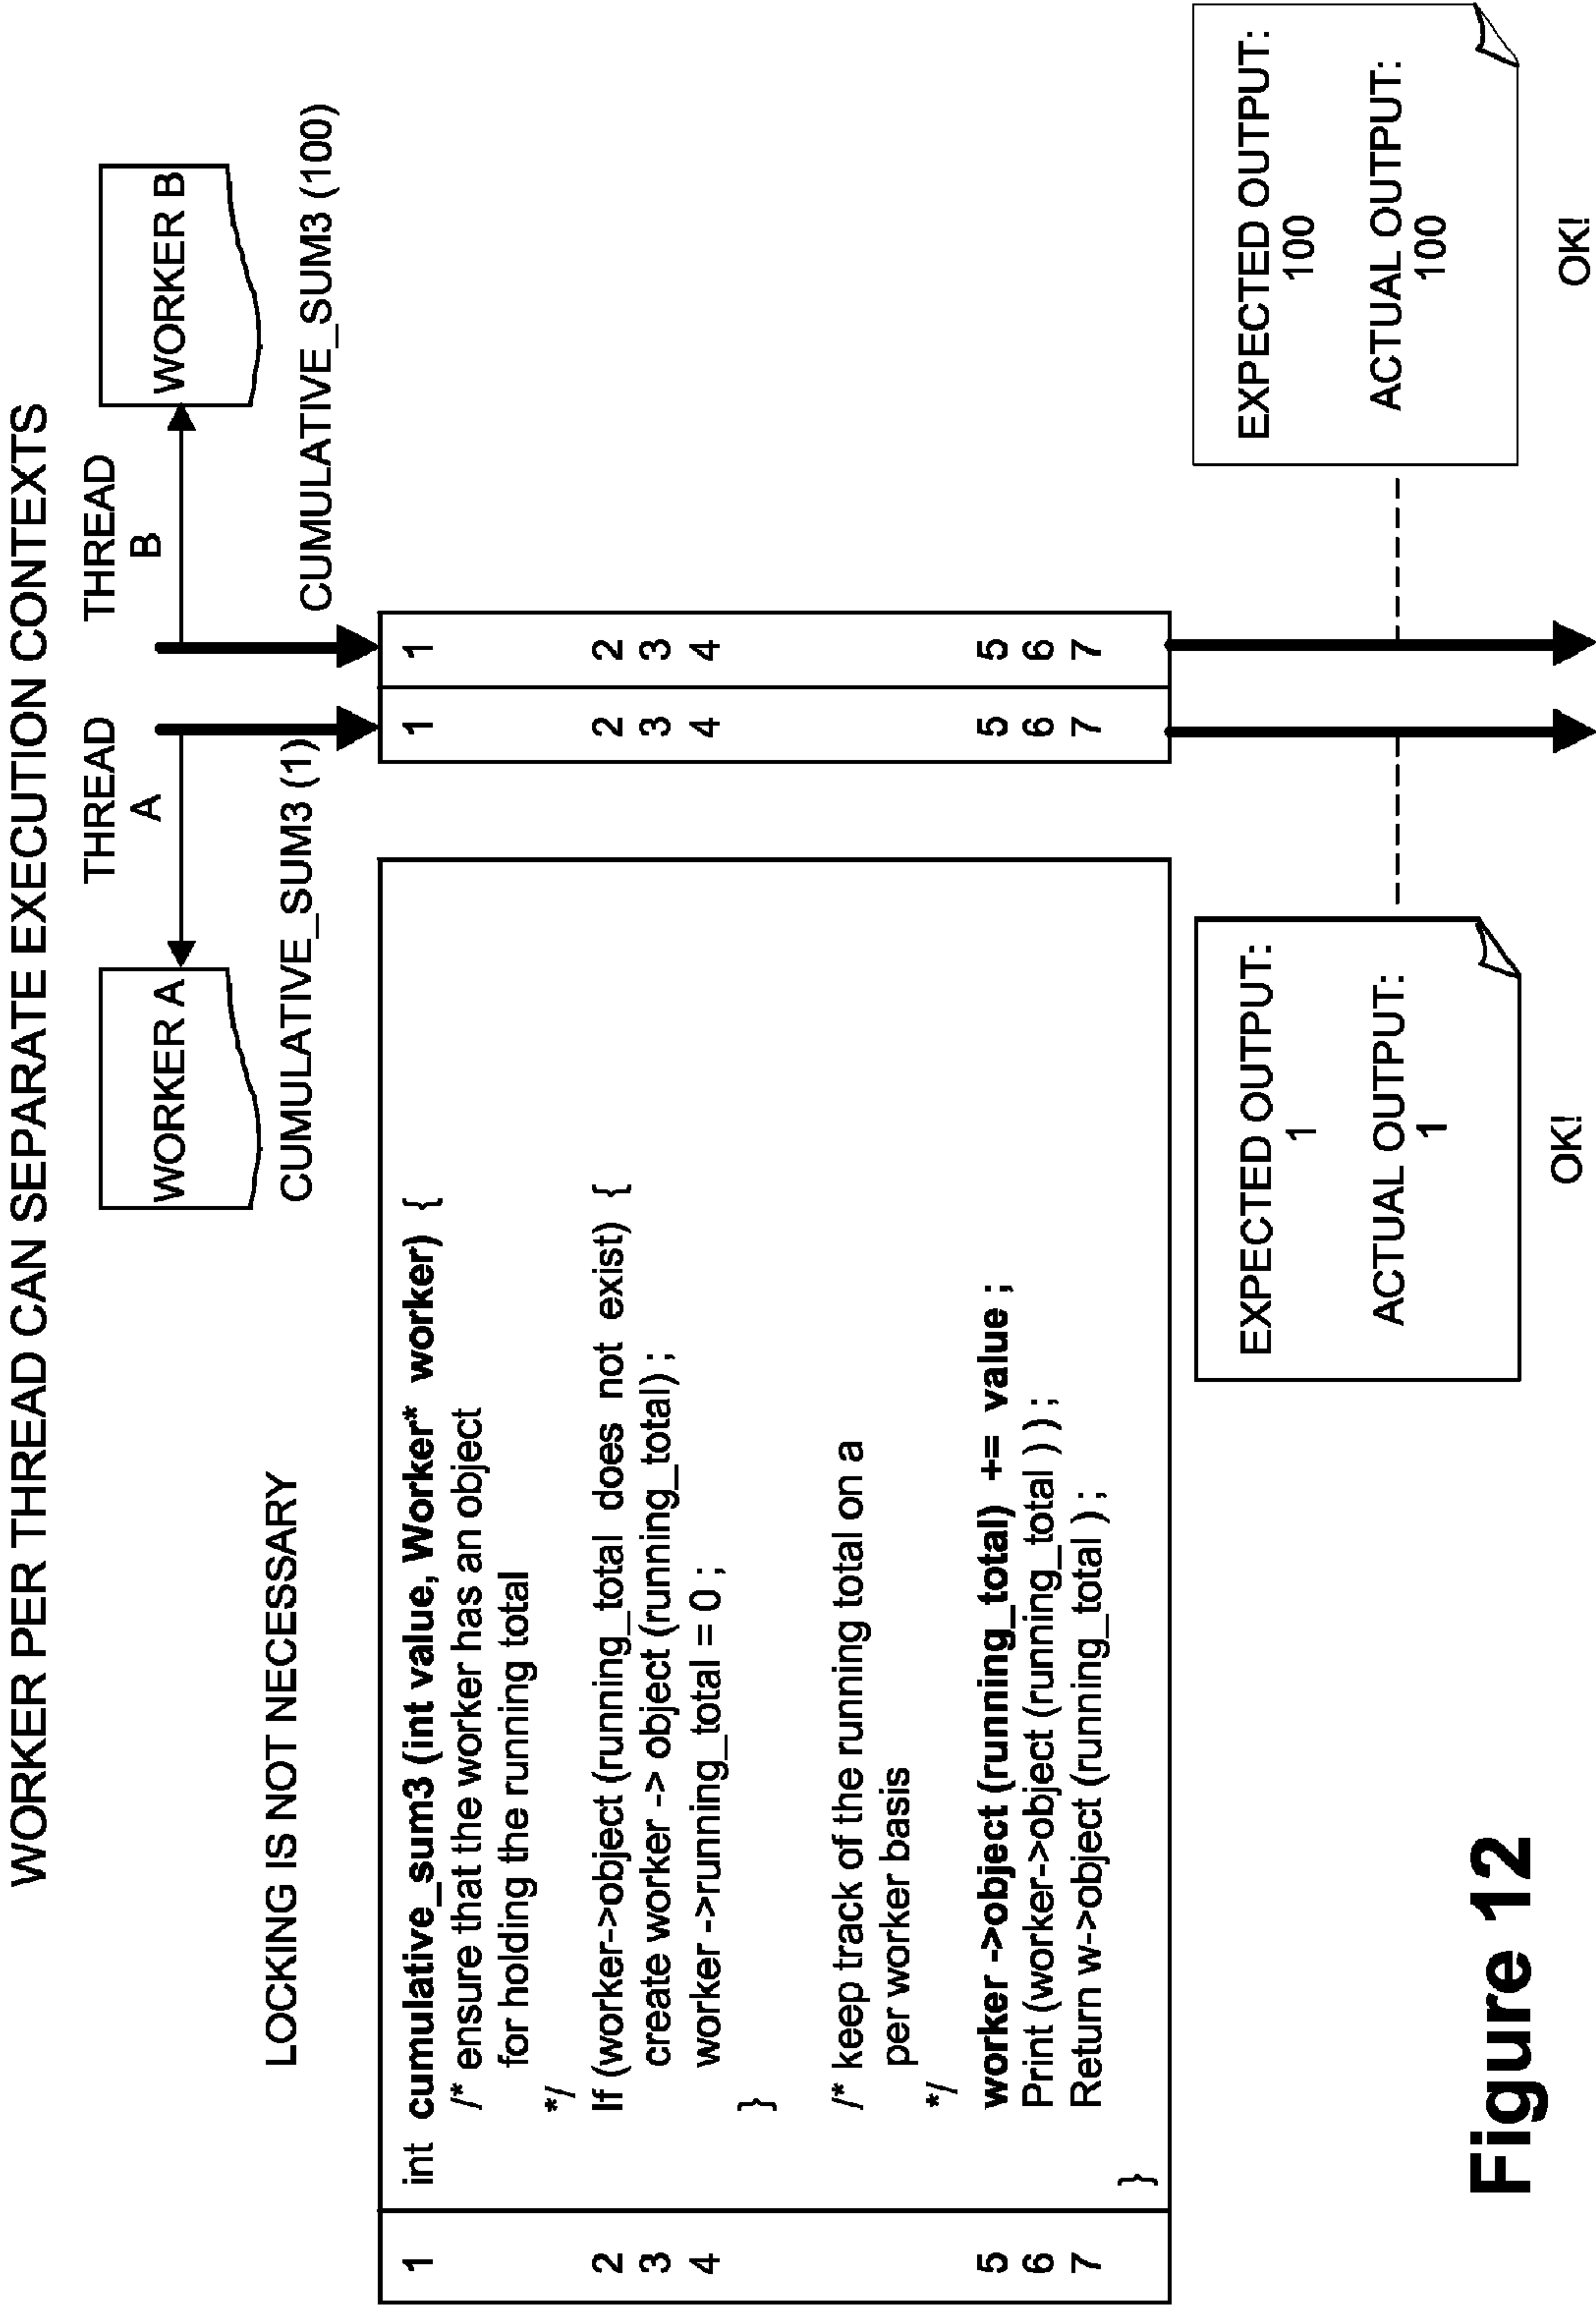 WORKER PER THREAD CAN SEPARATE EXECUTION CONTEXTS
LOCKING IS NOT NECESSARY
WORKER A
THREAD
A
THREAD
B
WORKER B
CUMULATIVE_SUM3 (1)
CUMULATIVE_SUM3 (100)
1 int cumulative_sum3 (int value, Worker* worker) { 1 1
/* ensure that the worker has an object
for holding the running total
*/
2 If (worker->object (running_total does not exist) { 2 2
3 create worker -> object (running_total) ; 3 3
4 worker ->running_total = 0 ; 4 4
}
/* keep track of the running total on a
per worker basis
*/
5 worker ->object (running_total) += value ; 5 5
6 Print (worker->object (running_total ) ) ; 6 6
7 Return w->object (running_total ) ; 7 7
}
EXPECTED OUTPUT:
1
ACTUAL OUTPUT:
1
OK!
EXPECTED OUTPUT:
100
ACTUAL OUTPUT:
100
OK!
Figure 12